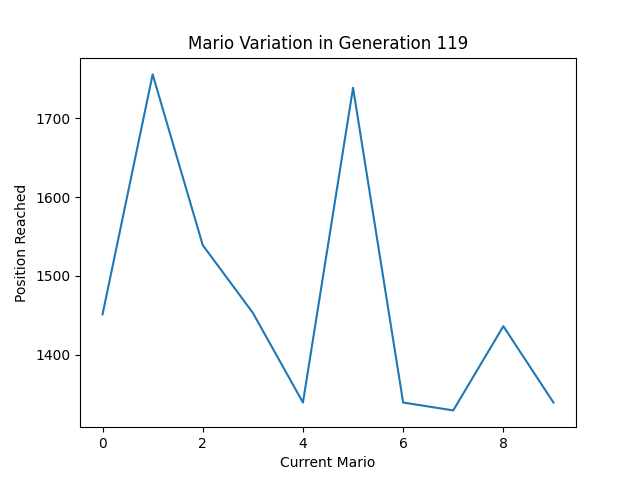 Mario Variation in Generation 119
Position Reached
1700
1600
1500
1400
0 2 4 6 8
Current Mario